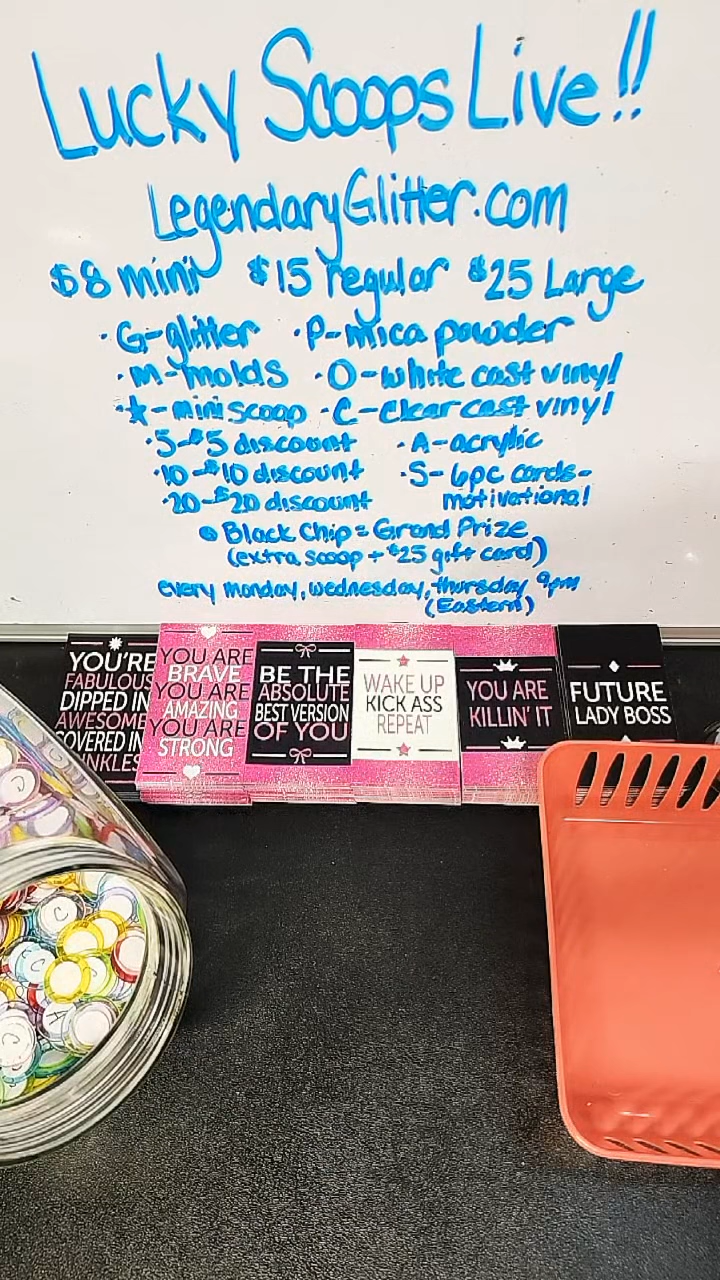 Lucky Scoops Live!!
LegendaryGlitter.com
$8 mini $15 regular $25 Large
·G-glitter ·P-mica powder
·M-molds ·O-white cast vinyl
·★-mini scoop ·C-clear cast vinyl
·5-$5 discount ·A-acrylic
·10-$10 discount ·S-6pc cards-
·20-$20 discount motivational
● Black Chip = Grand Prize
(extra scoop + $25 gift card)
every monday, wednesday, thursday 9pm
(Eastern)
YOU'RE
FABULOUS
DIPPED IN
AWESOME
COVERED IN
NKLES
YOU ARE
BRAVE
YOU ARE
AMAZING
YOU ARE
STRONG
BE THE
ABSOLUTE
BEST VERSION
OF YOU
WAKE UP
KICK ASS
REPEAT
YOU ARE
KILLIN' IT
FUTURE
LADY BOSS
C
C
C
A